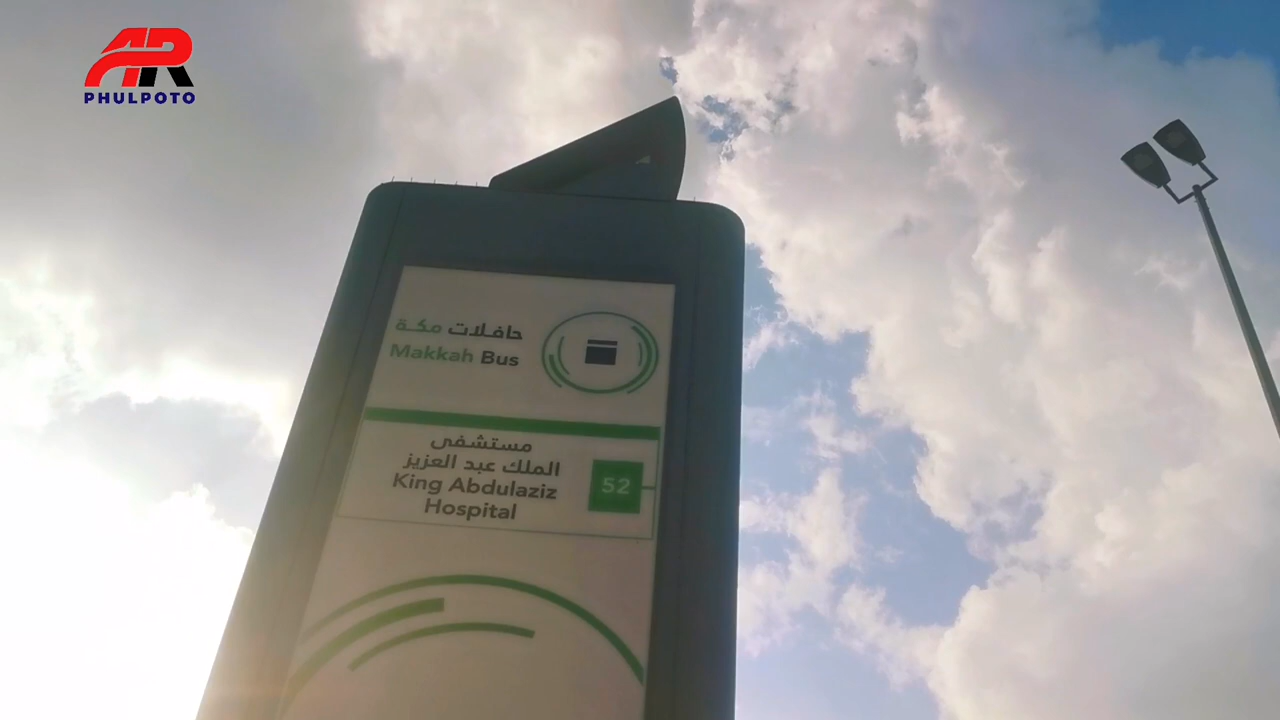 AR
PHULPOTO
حافلات مكة
Makkah Bus
مستشفى
الملك عبد العزيز
King Abdulaziz
Hospital
52